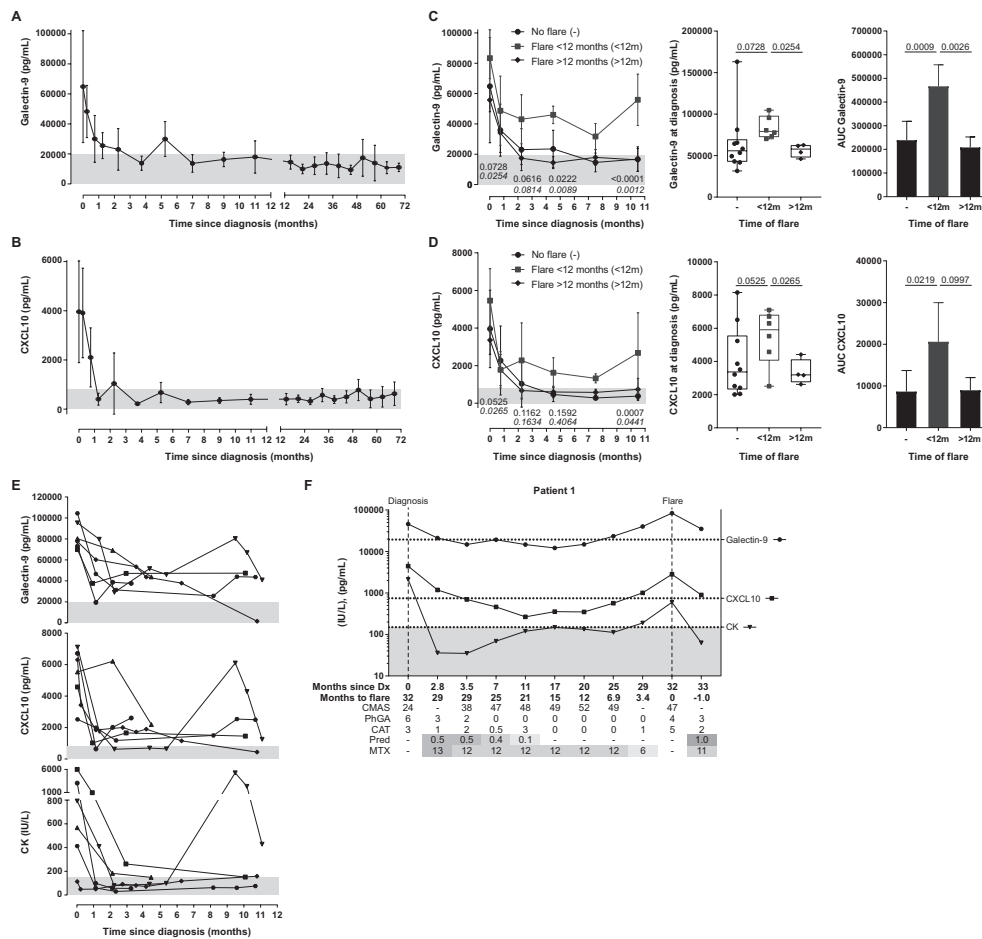 A
Galectin-9 (pg/mL)
100000
80000
60000
40000
20000
0
0 1 2 3 4 5 6 7 8 9 10 11 12 12 24 36 48 60 72
Time since diagnosis (months)
B
CXCL10 (pg/mL)
6000
4000
2000
0
0 1 2 3 4 5 6 7 8 9 10 11 12 12 24 36 48 60 72
Time since diagnosis (months)
C
Galectin-9 (pg/mL)
100000
80000
60000
40000
20000
0
No flare (-)
Flare <12 months (<12m)
Flare >12 months (>12m)
0.0728 0.0616 0.0222 <0.0001
0.0254 0.0814 0.0089 0.0012
0 1 2 3 4 5 6 7 8 9 10 11
Time since diagnosis (months)
Galectin-9 at diagnosis (pg/mL)
200000
150000
100000
50000
0
0.0728 0.0254
- <12m >12m
Time of flare
AUC Galectin-9
700000
600000
500000
400000
300000
200000
100000
0
0.0009 0.0026
- <12m >12m
Time of flare
D
CXCL10 (pg/mL)
8000
6000
4000
2000
0
No flare (-)
Flare <12 months (<12m)
Flare >12 months (>12m)
0.0525 0.1162 0.1592 0.0007
0.0265 0.1634 0.4064 0.0441
0 1 2 3 4 5 6 7 8 9 10 11
Time since diagnosis (months)
CXCL10 at diagnosis (pg/mL)
10000
8000
6000
4000
2000
0
0.0525 0.0265
- <12m >12m
Time of flare
AUC CXCL10
40000
30000
20000
10000
0
0.0219 0.0997
- <12m >12m
Time of flare
E
Galectin-9 (pg/mL)
120000
100000
80000
60000
40000
20000
0
CXCL10 (pg/mL)
8000
6000
4000
2000
0
CK (IU/L)
6000
1000
800
600
400
200
0
0 1 2 3 4 5 6 7 8 9 10 11 12
Time since diagnosis (months)
F
Patient 1
Diagnosis Flare
(IU/L), (pg/mL)
100000
10000
1000
100
10
Galectin-9
CXCL10
CK
Months since Dx 0 2.8 3.5 7 11 17 20 25 29 32 33
Months to flare 32 29 29 25 21 15 12 6.9 3.4 0 -1.0
CMAS 24 - 38 47 48 49 52 49 - 47 -
PhGA 6 3 2 0 0 0 0 0 0 4 3
CAT 3 1 2 0.5 3 0 0 0 1 5 2
Pred - 0.5 0.5 0.4 0.1 - - - - - 1.0
MTX - 13 12 12 12 12 12 12 6 - 11